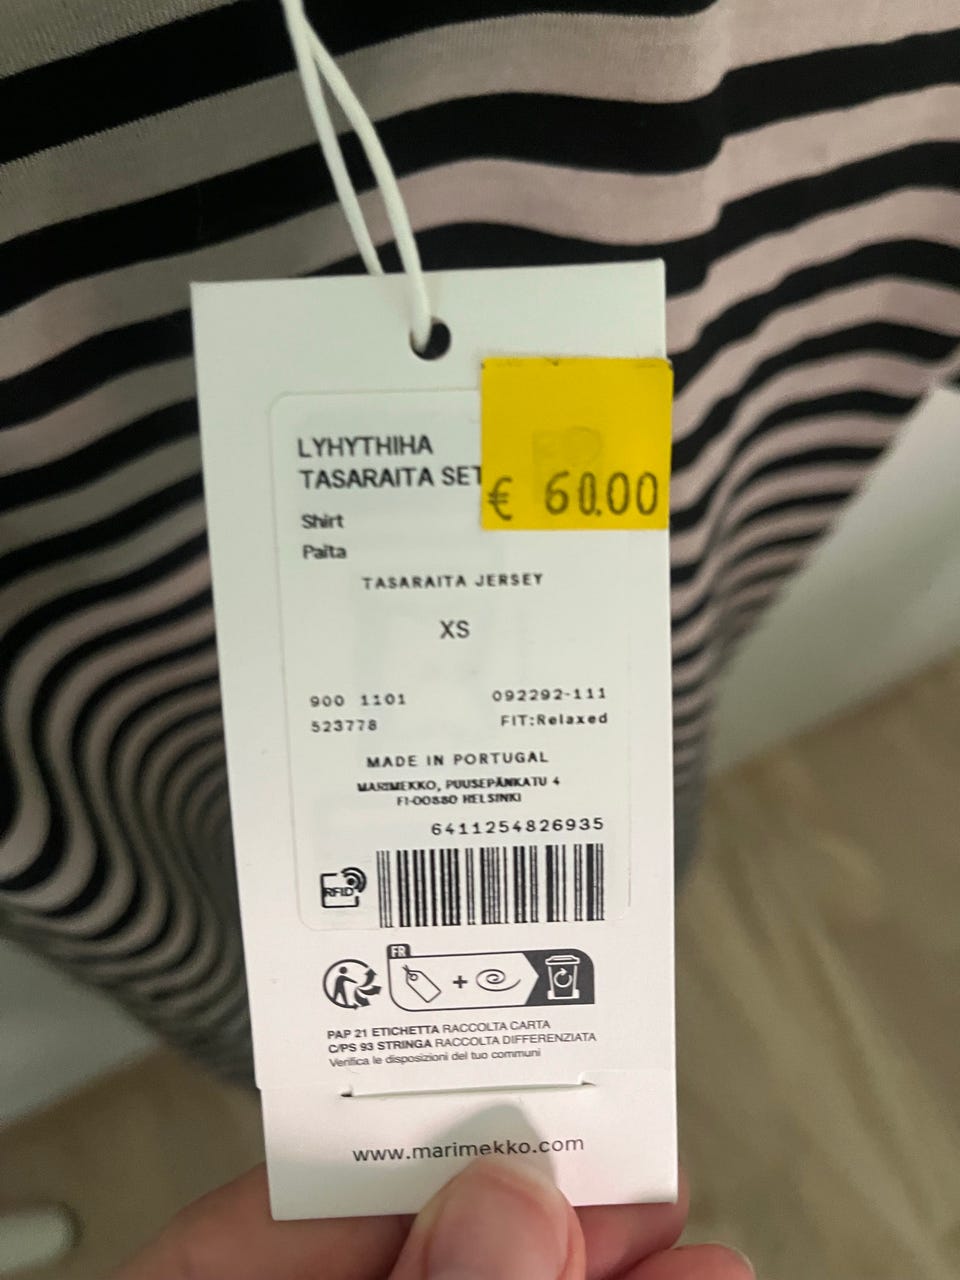 LYHYTHIHA
TASARAITA SET
€ 60.00
Shirt
Paita
TASARAITA JERSEY
XS
900 1101
092292-111
523778
FIT:Relaxed
MADE IN PORTUGAL
MARIMEKKO, PUUSEPÄNKATU 4
FI-00880 HELSINKI
6411254826935
RFID
FR
+
PAP 21 ETICHETTA RACCOLTA CARTA
C/PS 93 STRINGA RACCOLTA DIFFERENZIATA
Verifica le disposizioni del tuo communi
www.marimekko.com